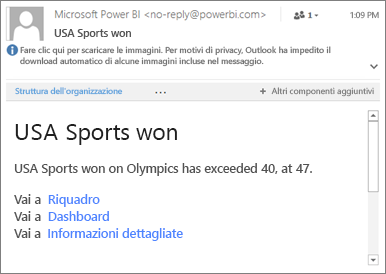 Microsoft Power BI <no-reply@powerbi.com>
1
1:09 PM
USA Sports won
Fare clic qui per scaricare le immagini. Per motivi di privacy, Outlook ha impedito il
download automatico di alcune immagini incluse nel messaggio.
Struttura dell'organizzazione ... + Altri componenti aggiuntivi
USA Sports won
USA Sports won on Olympics has exceeded 40, at 47.
Vai a Riquadro
Vai a Dashboard
Vai a Informazioni dettagliate